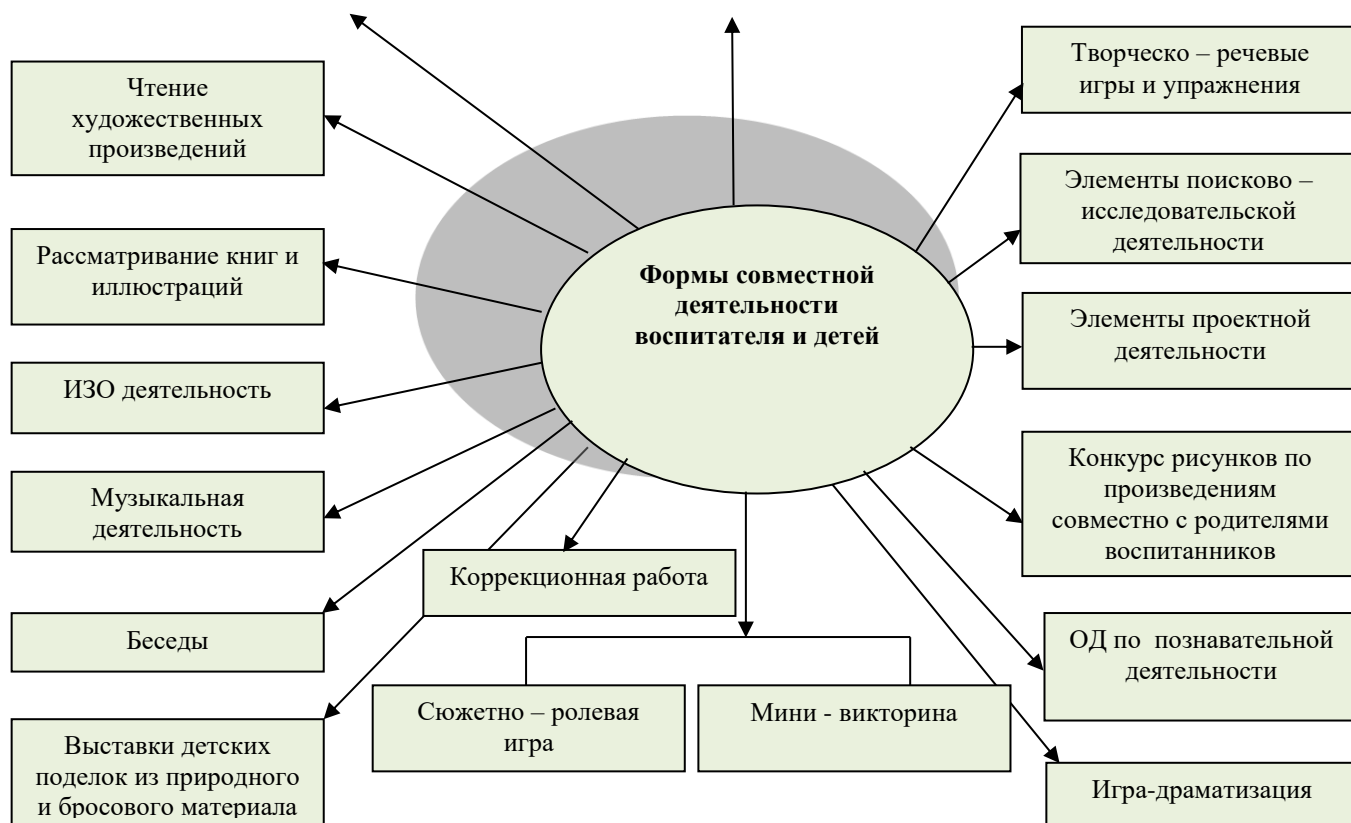 Творческо – речевые
игры и упражнения
Чтение
художественных
произведений
Элементы поисково –
исследовательской
деятельности
Рассматривание книг и
иллюстраций
Формы совместной
деятельности
воспитателя и детей
Элементы проектной
деятельности
ИЗО деятельность
Конкурс рисунков по
произведениям
совместно с родителями
воспитанников
Музыкальная
деятельность
Коррекционная работа
Беседы
ОД по  познавательной
деятельности
Сюжетно – ролевая
игра
Мини - викторина
Выставки детских
поделок из природного
и бросового материала
Игра-драматизация